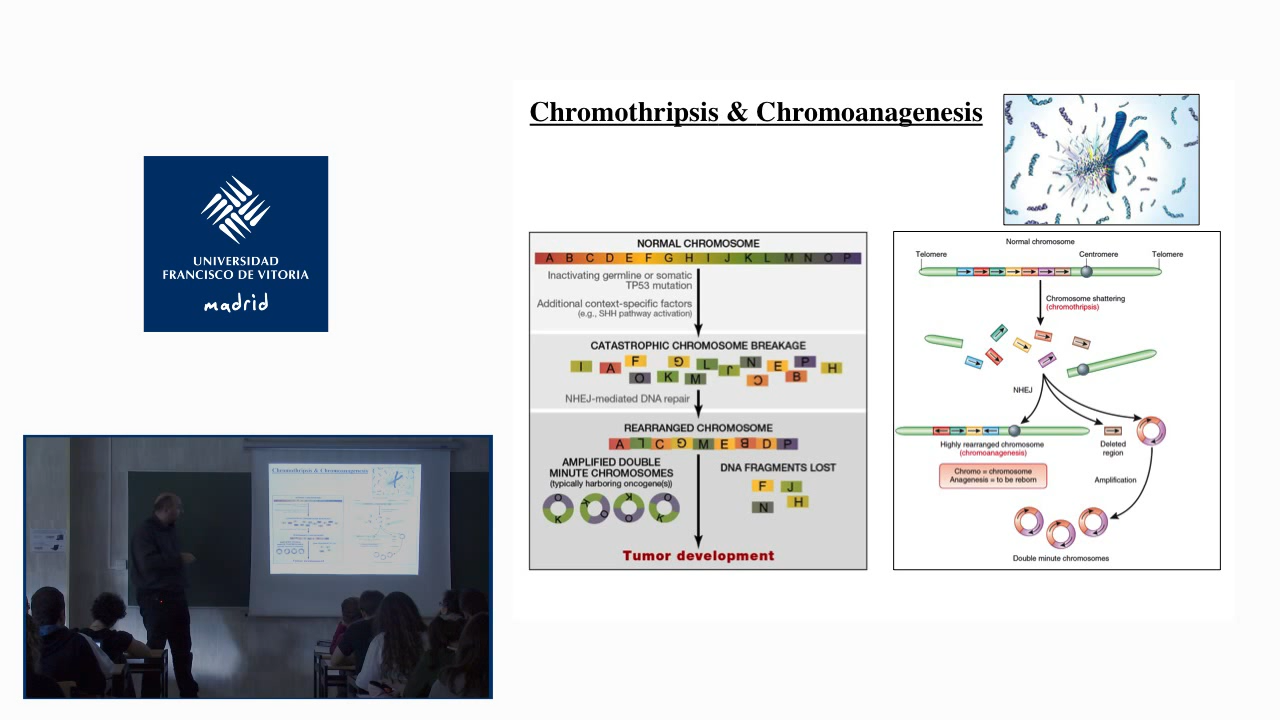 UNIVERSIDAD
FRANCISCO DE VITORIA
madrid
Chromothripsis & Chromoanagenesis
NORMAL CHROMOSOME
A B C D E F G H I J K L M N O P
Inactivating germline or somatic
TP53 mutation
Additional context-specific factors
(e.g., SHH pathway activation)
CATASTROPHIC CHROMOSOME BREAKAGE
I A F O G K L M J N C E B P H
NHEJ-mediated DNA repair
REARRANGED CHROMOSOME
A L C G M E B D P
AMPLIFIED DOUBLE
MINUTE CHROMOSOMES
(typically harboring oncogene(s))
O K K O K O O K
DNA FRAGMENTS LOST
F J
N H
Tumor development
Normal chromosome
Telomere Centromere Telomere
Chromosome shattering
(chromothripsis)
NHEJ
Highly rearranged chromosome
(chromoanagenesis)
Deleted
region
Chromo = chromosome
Anagenesis = to be reborn
Amplification
Double minute chromosomes
Chromothripsis & Chromoanagenesis